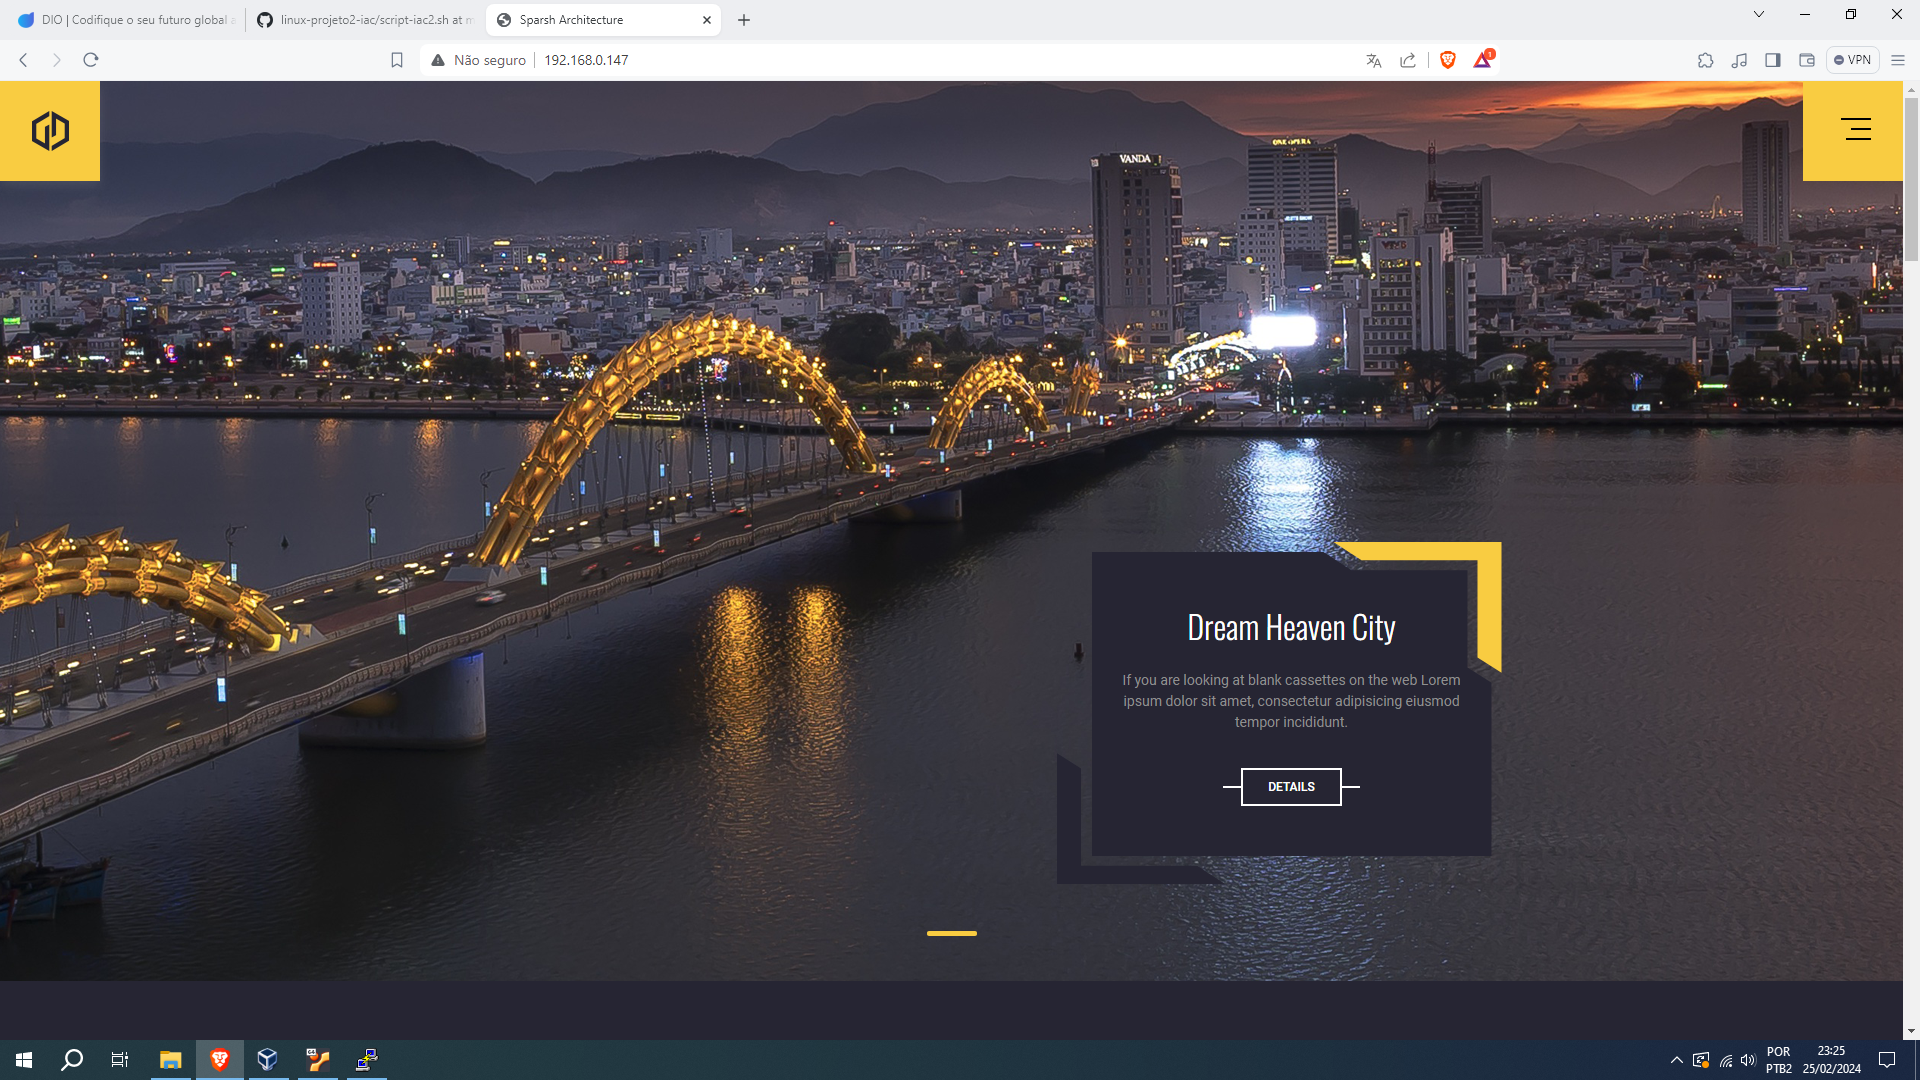 DIO | Codifique o seu futuro global a
linux-projeto2-iac/script-iac2.sh at m
Sparsh Architecture
Não seguro
192.168.0.147
1
VPN
VANDA
Dream Heaven City
If you are looking at blank cassettes on the web Lorem
ipsum dolor sit amet, consectetur adipisicing eiusmod
tempor incididunt.
DETAILS
64
POR
PTB2
23:25
25/02/2024